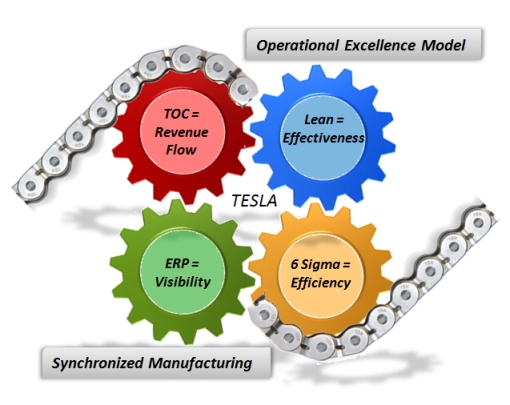 Operational Excellence Model
TOC =
Revenue
Flow
Lean =
Effectiveness
TESLA
ERP =
Visibility
6 Sigma =
Efficiency
Synchronized Manufacturing